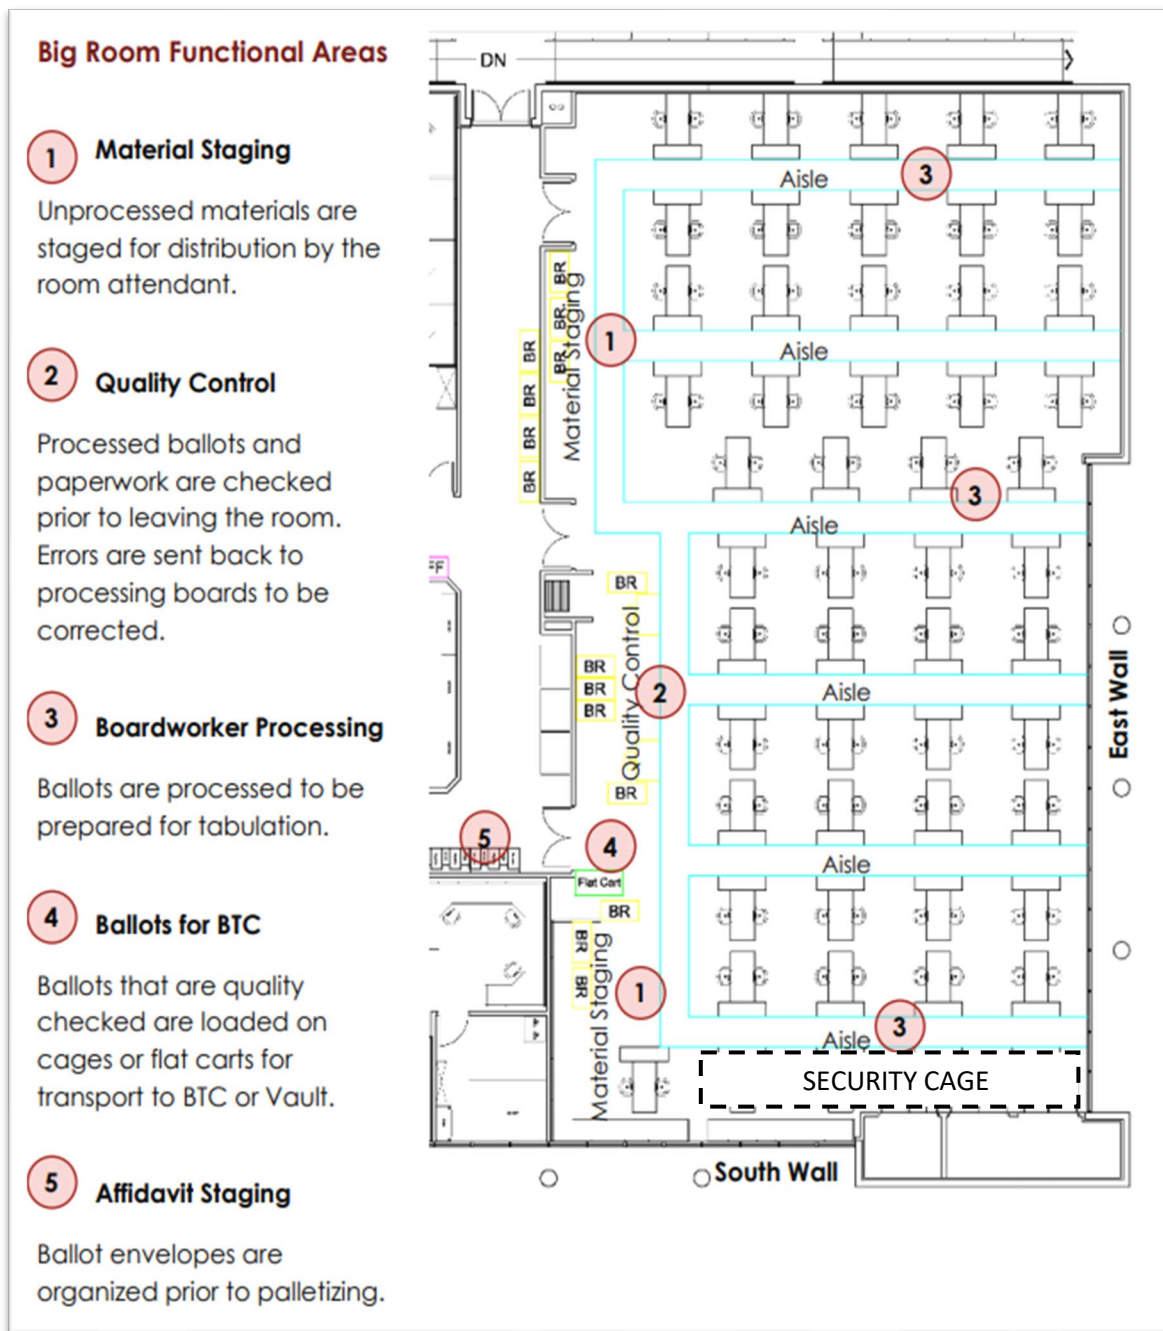 Big Room Functional Areas
1 Material Staging
Unprocessed materials are
staged for distribution by the
room attendant.
2 Quality Control
Processed ballots and
paperwork are checked
prior to leaving the room.
Errors are sent back to
processing boards to be
corrected.
3 Boardworker Processing
Ballots are processed to be
prepared for tabulation.
4 Ballots for BTC
Ballots that are quality
checked are loaded on
cages or flat carts for
transport to BTC or Vault.
5 Affidavit Staging
Ballot envelopes are
organized prior to palletizing.
DN
Aisle
3
BR
BR
BR
Material Staging
1
BR
BR
BR
BR
Aisle
3
Aisle
FF
BR
Quality Control
BR
BR
BR
2
Aisle
BR
East Wall
5
4
Aisle
Flat Cart
BR
BR
BR
Material Staging
1
3
Aisle
SECURITY CAGE
South Wall